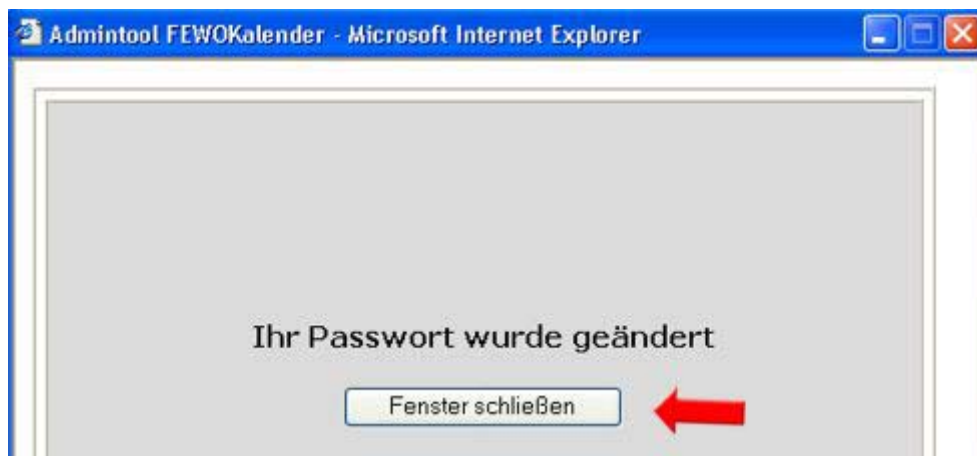 Admintool FEWOKalender - Microsoft Internet Explorer
Ihr Passwort wurde geändert
Fenster schließen